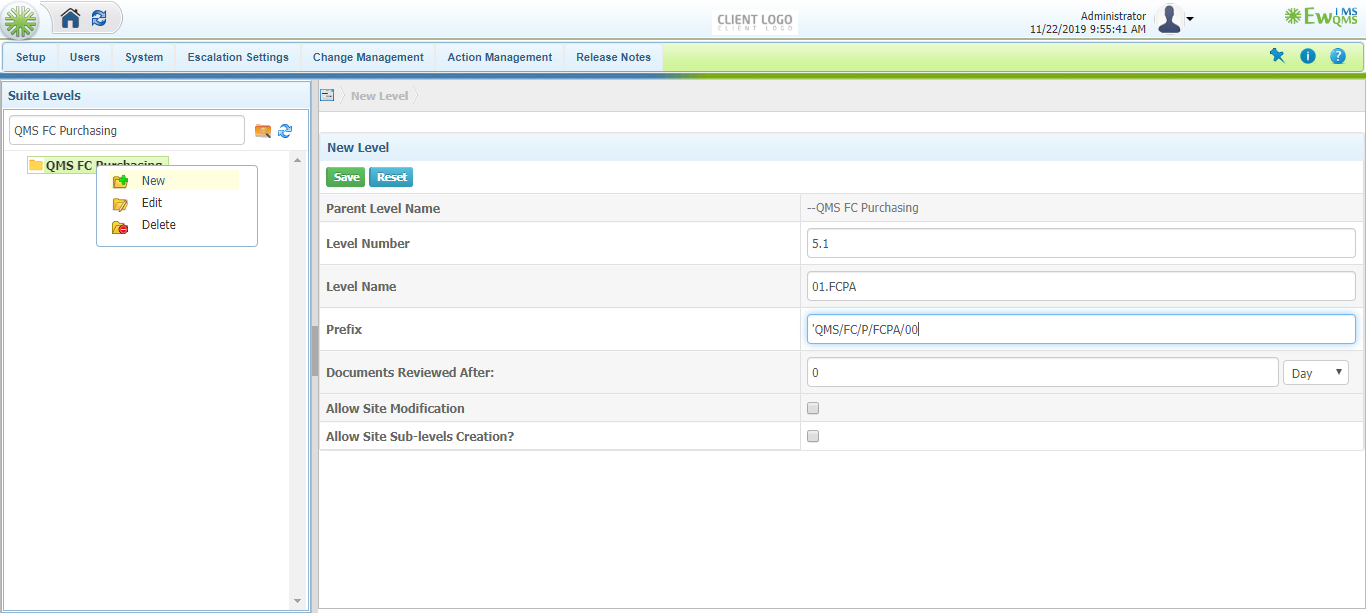 CLIENT LOGO
CLIENT LOGO
Administrator
11/22/2019 9:55:41 AM
EwQMS iMS
Setup Users System Escalation Settings Change Management Action Management Release Notes
Suite Levels
QMS FC Purchasing
QMS FC Purchasing
New
Edit
Delete
New Level
New Level
Save Reset
Parent Level Name --QMS FC Purchasing
Level Number 5.1
Level Name 01.FCPA
Prefix 'QMS/FC/P/FCPA/00
Documents Reviewed After: 0 Day
Allow Site Modification
Allow Site Sub-levels Creation?